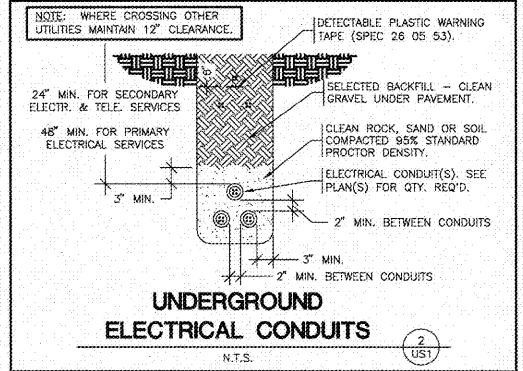 NOTE: WHERE CROSSING OTHER
UTILITIES MAINTAIN 12" CLEARANCE.
DETECTABLE PLASTIC WARNING
TAPE (SPEC 26 05 53).
6"
24" MIN. FOR SECONDARY
ELECTR. & TELE. SERVICES
SELECTED BACKFILL – CLEAN
GRAVEL UNDER PAVEMENT.
48" MIN. FOR PRIMARY
ELECTRICAL SERVICES
CLEAN ROCK, SAND OR SOIL
COMPACTED 95% STANDARD
PROCTOR DENSITY.
ELECTRICAL CONDUIT(S). SEE
PLAN(S) FOR QTY. REQ'D.
3" MIN.
2" MIN. BETWEEN CONDUITS
3" MIN.
2" MIN. BETWEEN CONDUITS
UNDERGROUND
ELECTRICAL CONDUITS
N.T.S.
2
US1